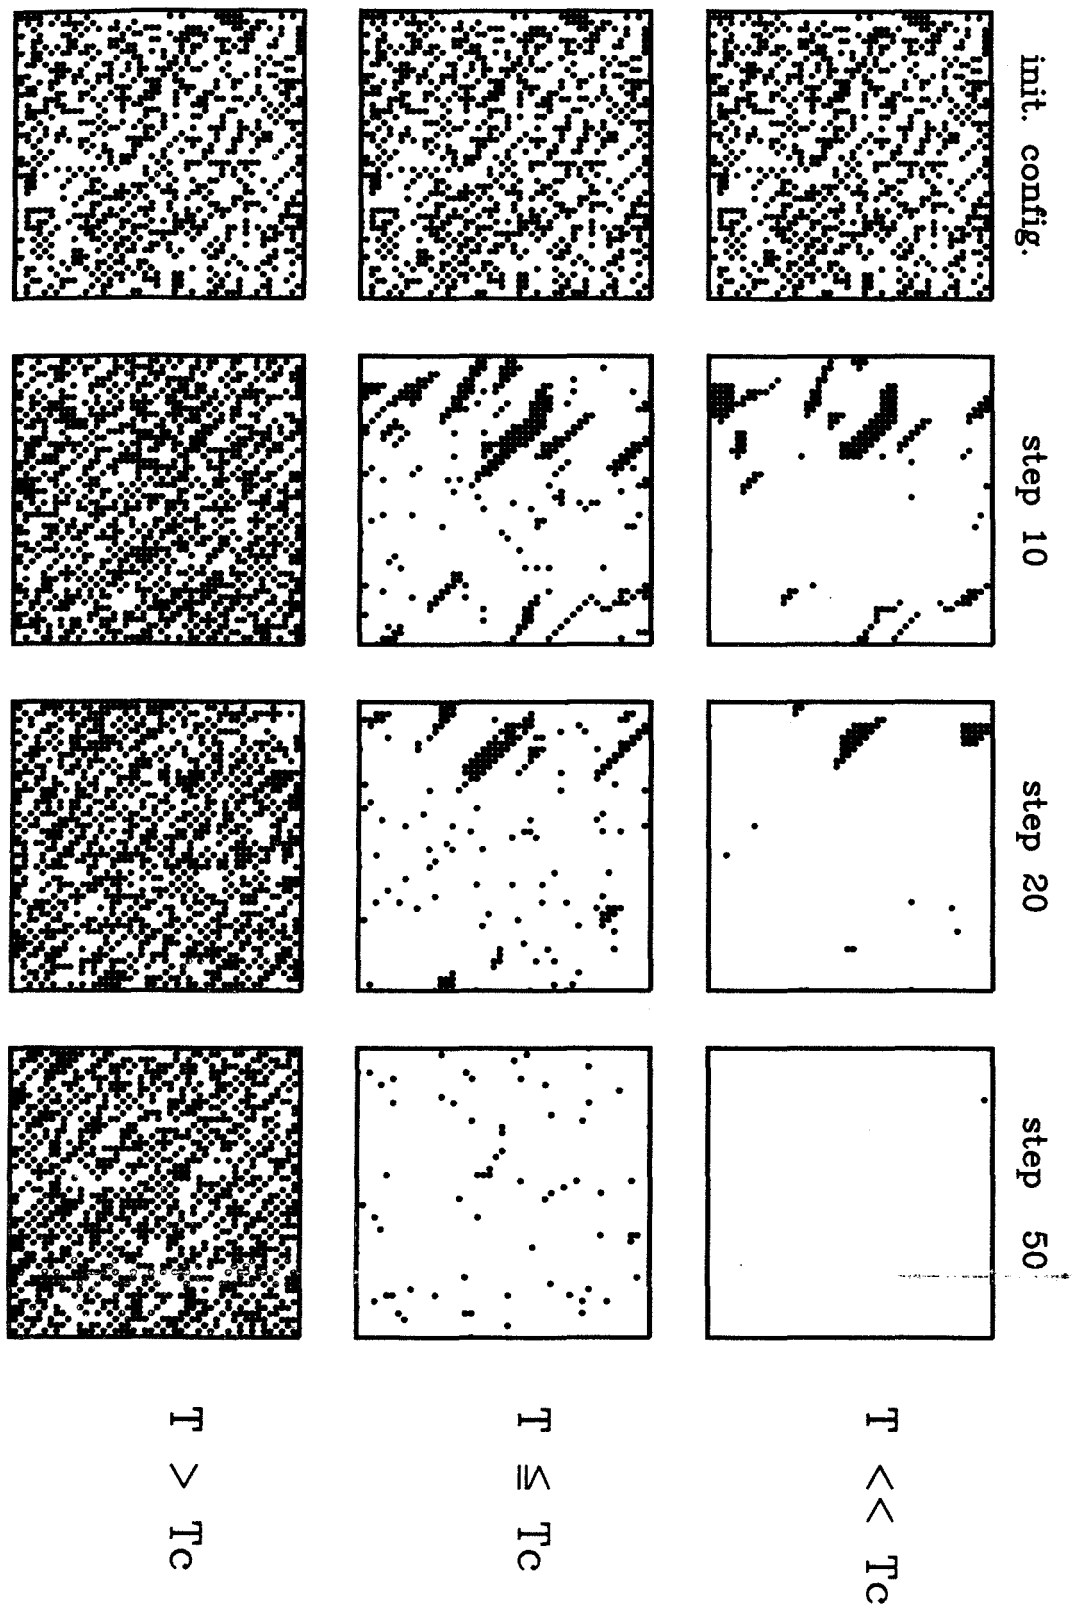 init. config.
step 10
step 20
step 50
T << Tc
T ≦ Tc
T > Tc